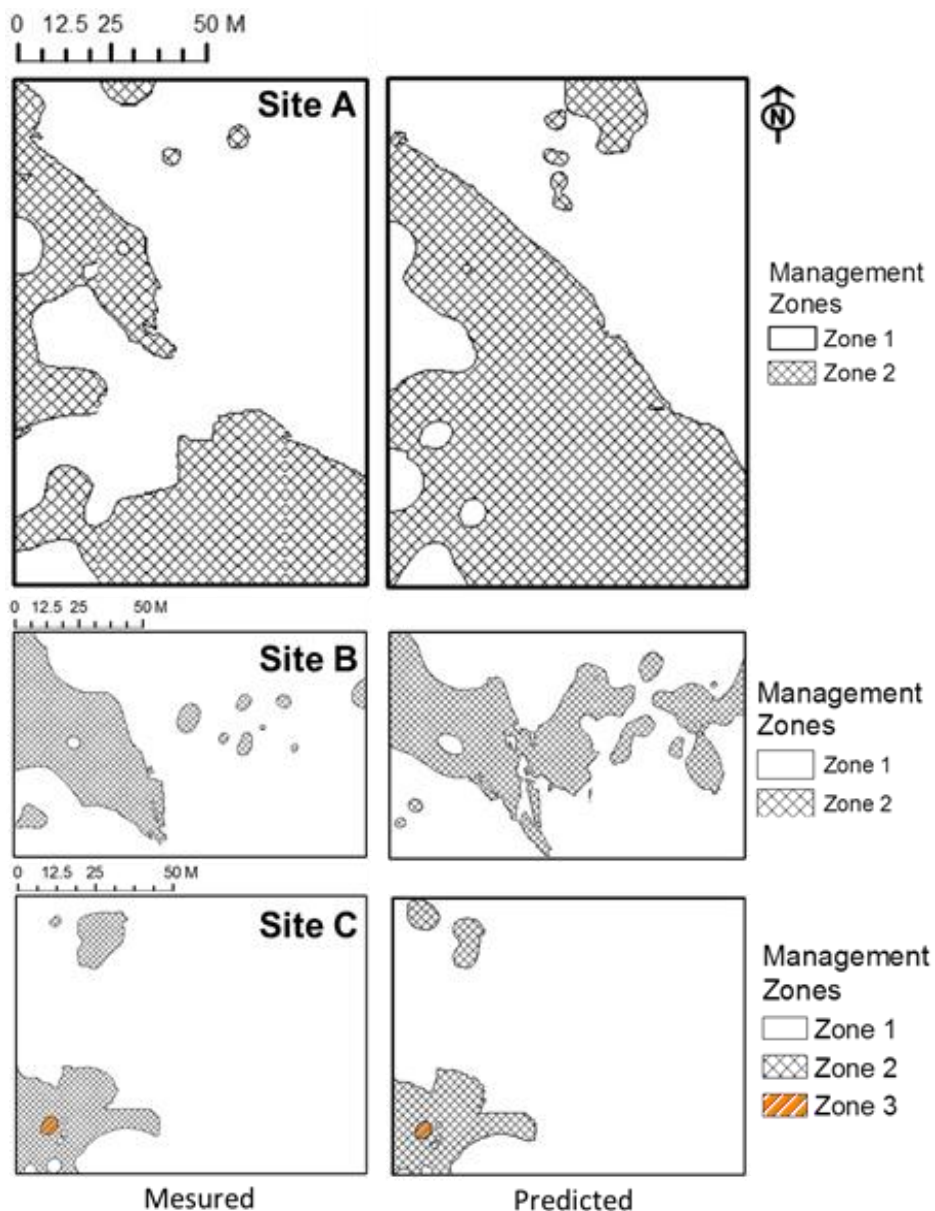 0 12.5 25 50 M
Site A
N
Management
Zones
Zone 1
Zone 2
0 12.5 25 50 M
Site B
Management
Zones
Zone 1
Zone 2
0 12.5 25 50 M
Site C
Management
Zones
Zone 1
Zone 2
Zone 3
Mesured Predicted